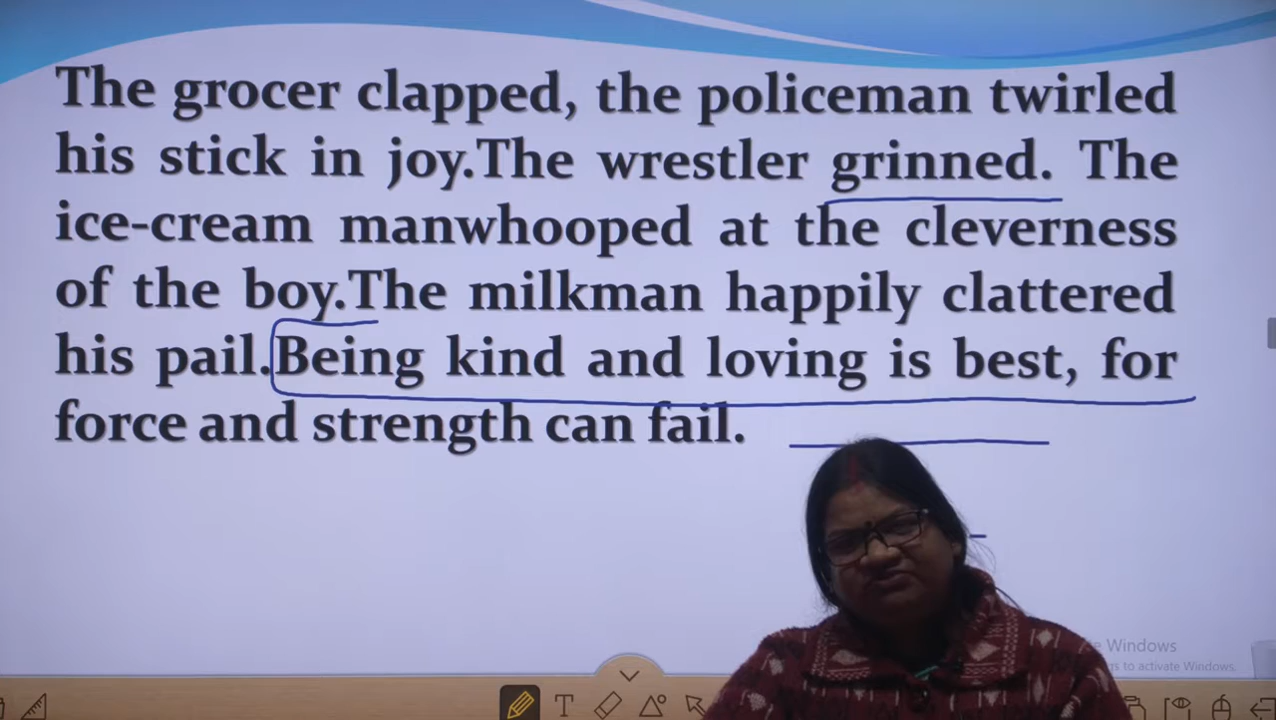 The grocer clapped, the policeman twirled
his stick in joy.The wrestler grinned. The
ice-cream manwhooped at the cleverness
of the boy.The milkman happily clattered
his pail.Being kind and loving is best, for
force and strength can fail.
Windows
to activate Windows.
T